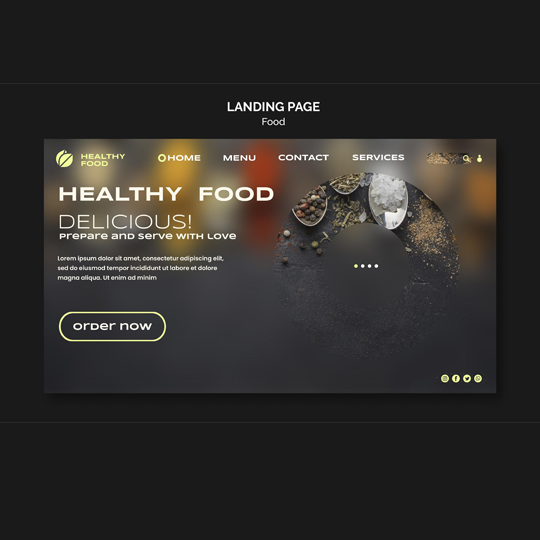 LANDING PAGE
Food
HEALTHY
FOOD
HOME MENU CONTACT SERVICES
HEALTHY FOOD
DELICIOUS!
Prepare and serve with love
Lorem ipsum dolor sit amet, consectetur adipiscing elit,
sed do eiusmod tempor incididunt ut labore et dolore
magna aliqua. Ut enim ad minim
order now